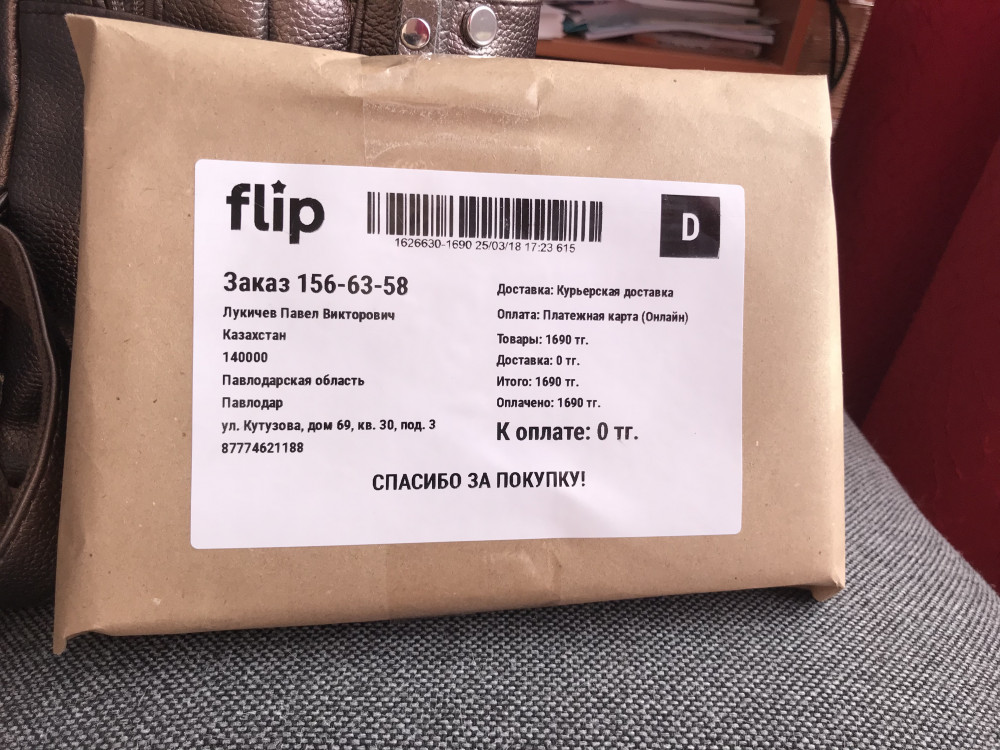 flip
1626630-1690 25/03/18 17:23 615
D
Заказ 156-63-58
Лукичев Павел Викторович
Казахстан
140000
Павлодарская область
Павлодар
ул. Кутузова, дом 69, кв. 30, под. 3
87774621188
Доставка: Курьерская доставка
Оплата: Платежная карта (Онлайн)
Товары: 1690 тг.
Доставка: 0 тг.
Итого: 1690 тг.
Оплачено: 1690 тг.
К оплате: 0 тг.
СПАСИБО ЗА ПОКУПКУ!